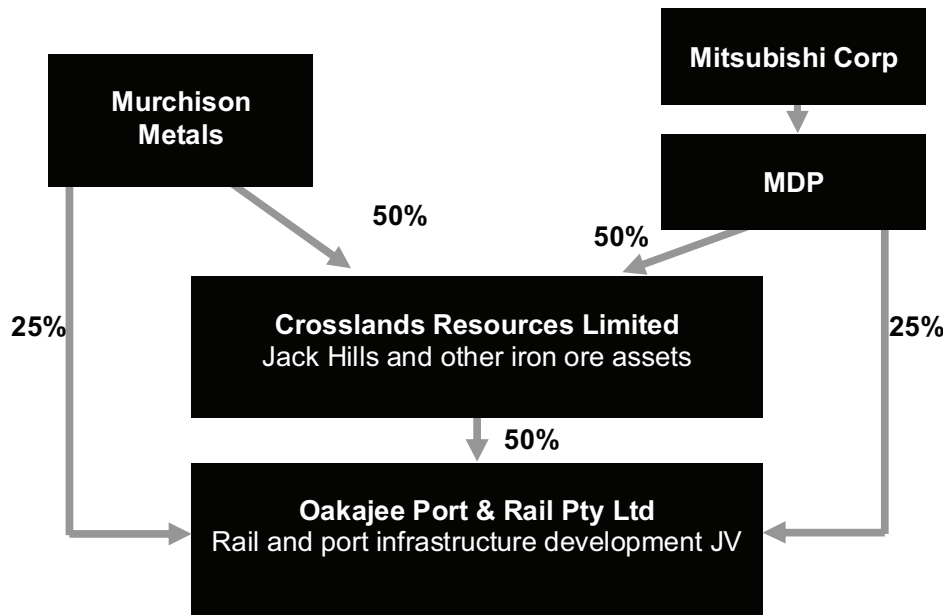 Mitsubishi Corp
Murchison
Metals
MDP
50%
50%
25%
25%
Crosslands Resources Limited
Jack Hills and other iron ore assets
50%
Oakajee Port & Rail Pty Ltd
Rail and port infrastructure development JV